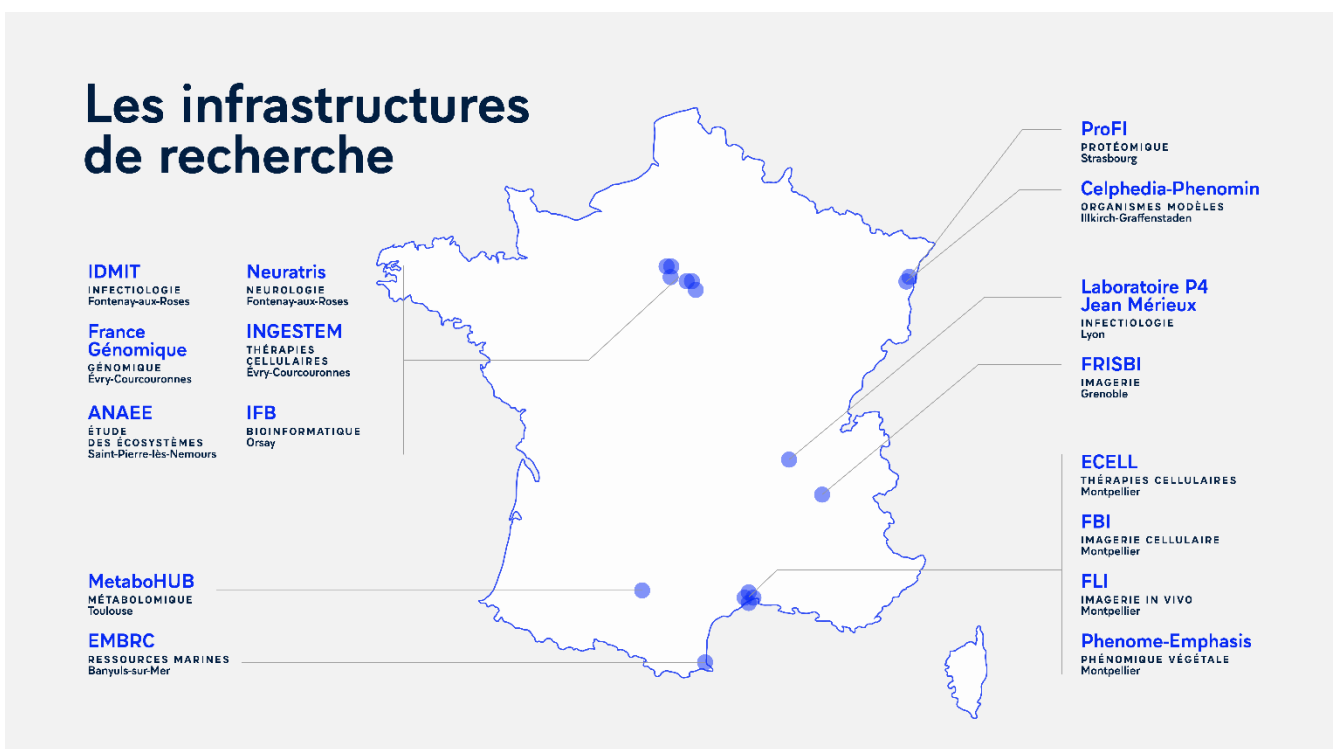 Les infrastructures
de recherche
IDMIT
INFECTIOLOGIE
Fontenay-aux-Roses
Neuratris
NEUROLOGIE
Fontenay-aux-Roses
France
Génomique
GÉNOMIQUE
Évry-Courcouronnes
INGESTEM
THÉRAPIES
CELLULAIRES
Évry-Courcouronnes
ANAEE
ÉTUDE
DES ÉCOSYSTÈMES
Saint-Pierre-lès-Nemours
IFB
BIOINFORMATIQUE
Orsay
MetaboHUB
MÉTABOLOMIQUE
Toulouse
EMBRC
RESSOURCES MARINES
Banyuls-sur-Mer
ProFI
PROTÉOMIQUE
Strasbourg
Celphedia-Phenomin
ORGANISMES MODÈLES
Illkirch-Graffenstaden
Laboratoire P4
Jean Mérieux
INFECTIOLOGIE
Lyon
FRISBI
IMAGERIE
Grenoble
ECELL
THÉRAPIES CELLULAIRES
Montpellier
FBI
IMAGERIE CELLULAIRE
Montpellier
FLI
IMAGERIE IN VIVO
Montpellier
Phenome-Emphasis
PHÉNOMIQUE VÉGÉTALE
Montpellier